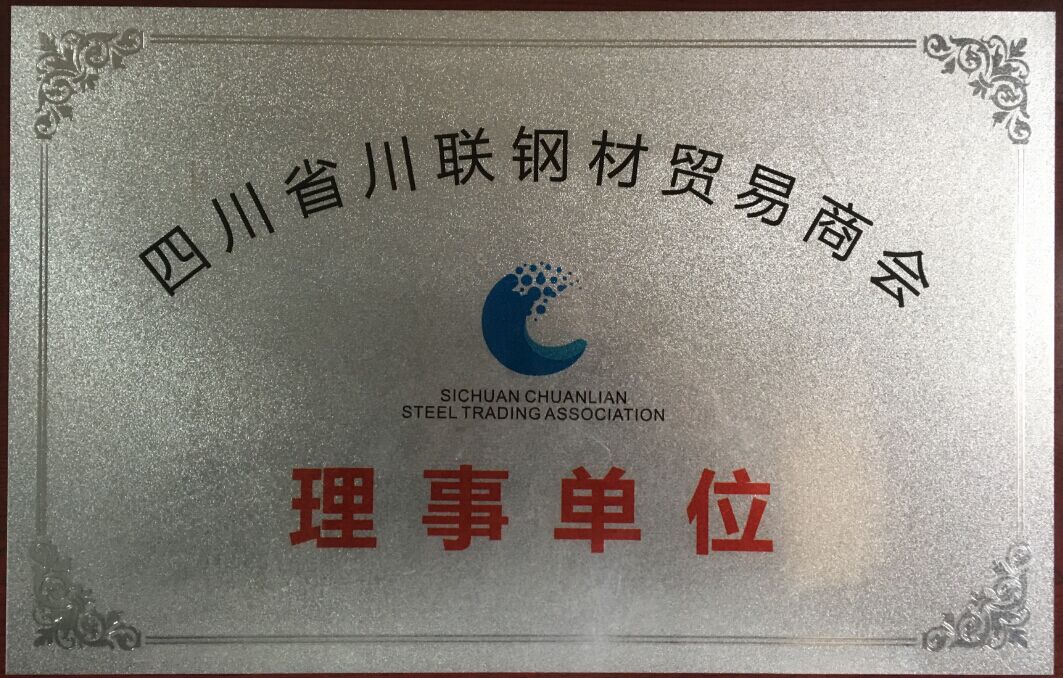 四川省川联钢材贸易商会
SICHUAN CHUANLIAN
STEEL TRADING ASSOCIATION
理事单位